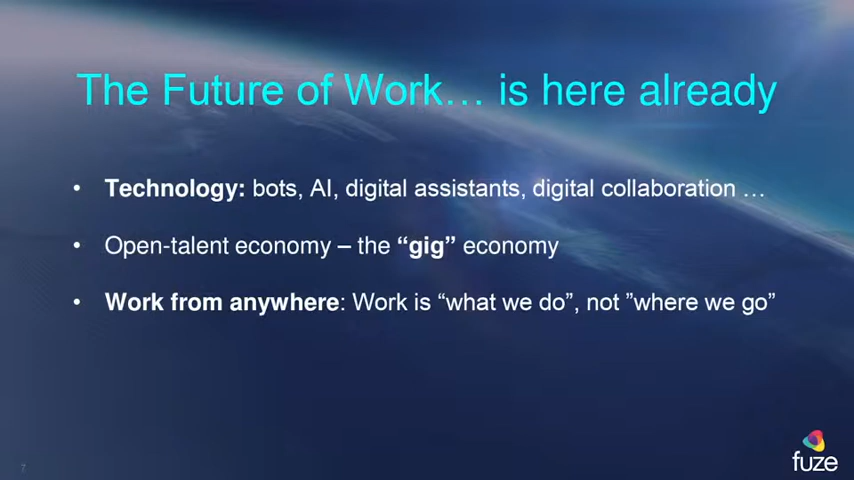 The Future of Work… is here already
• Technology: bots, AI, digital assistants, digital collaboration …
• Open-talent economy – the “gig” economy
• Work from anywhere: Work is “what we do”, not ”where we go”
7
fuze